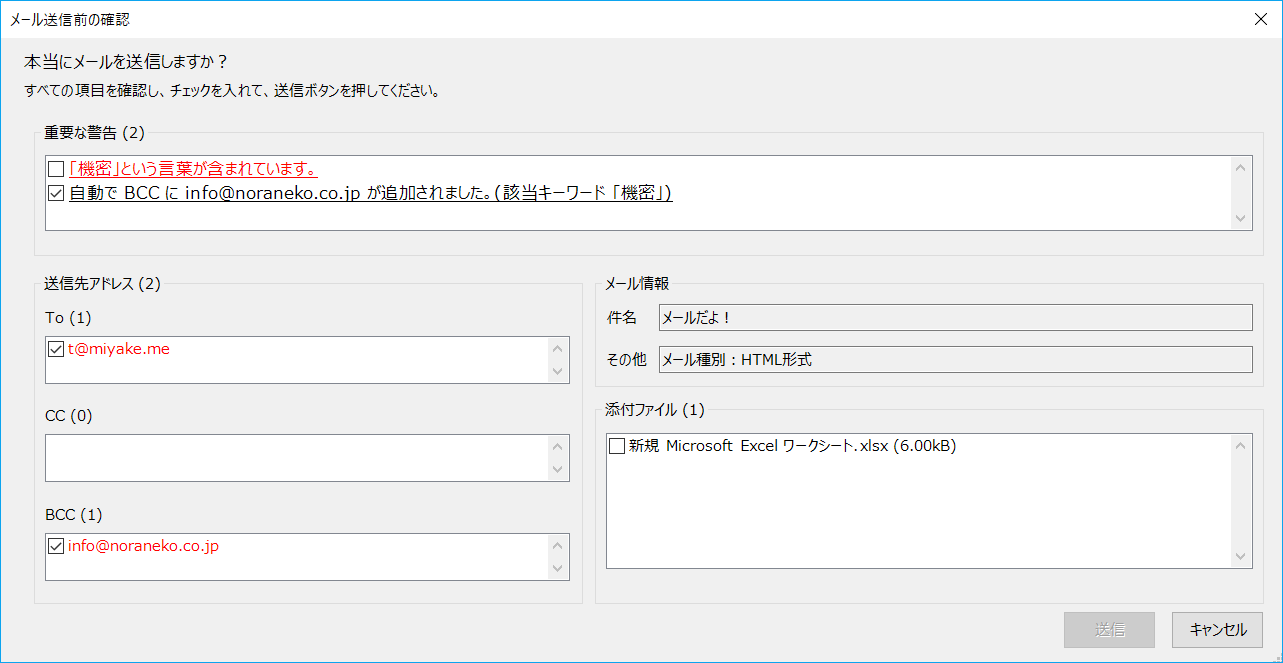 メール送信前の確認
本当にメールを送信しますか？
すべての項目を確認し、チェックを入れて、送信ボタンを押してください。
重要な警告 (2)
「機密」という言葉が含まれています。
自動で BCC に info@noraneko.co.jp が追加されました。(該当キーワード 「機密」)
送信先アドレス (2)
To (1)
t@miyake.me
CC (0)
BCC (1)
info@noraneko.co.jp
メール情報
件名 メールだよ！
その他 メール種別：HTML形式
添付ファイル (1)
新規 Microsoft Excel ワークシート.xlsx (6.00kB)
送信 キャンセル